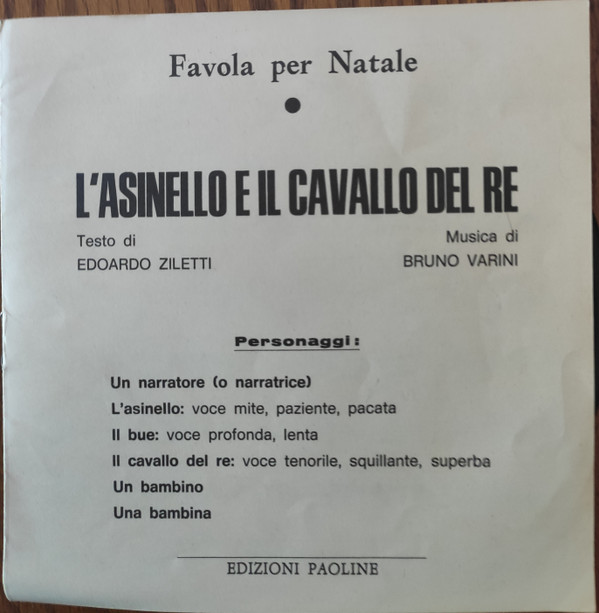 Favola per Natale
L'ASINELLO E IL CAVALLO DEL RE
Testo di
EDOARDO ZILETTI
Musica di
BRUNO VARINI
Personaggi:
Un narratore (o narratrice)
L'asinello: voce mite, paziente, pacata
Il bue: voce profonda, lenta
Il cavallo del re: voce tenorile, squillante, superba
Un bambino
Una bambina
EDIZIONI PAOLINE